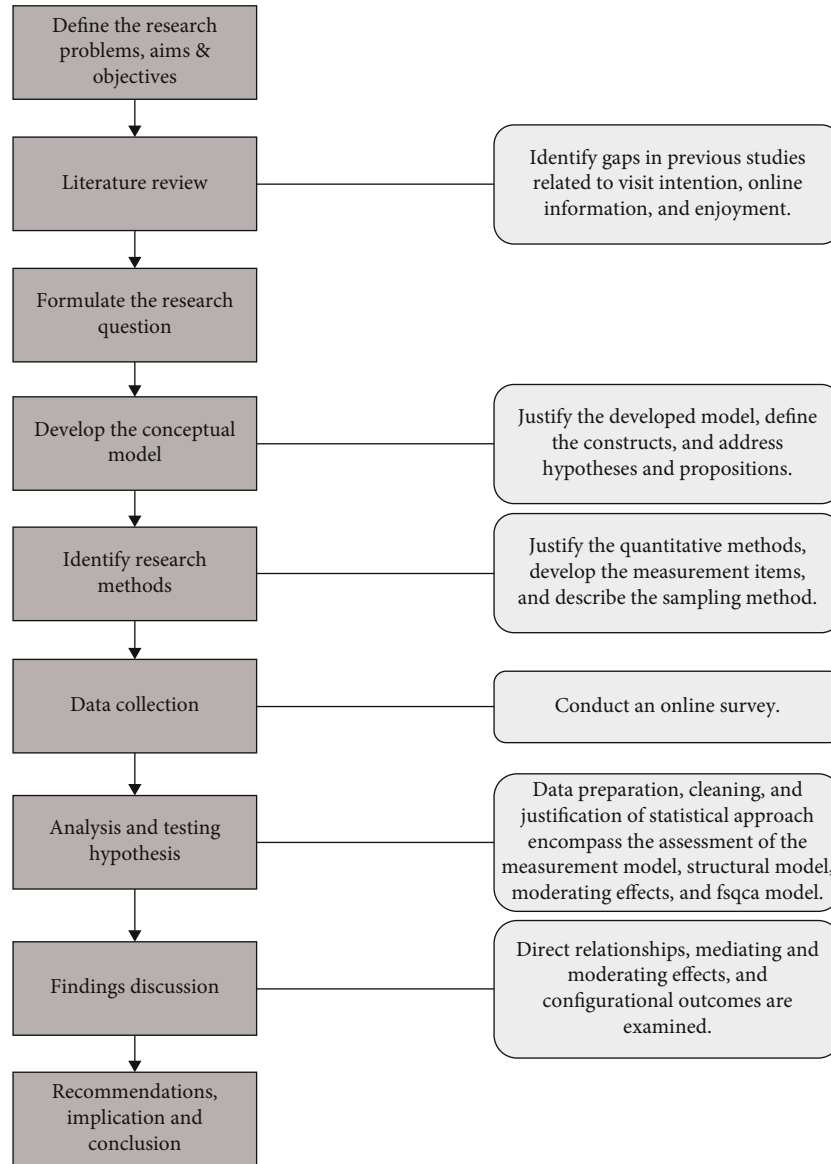 Define the research
problems, aims &
objectives
Literature review
Identify gaps in previous studies
related to visit intention, online
information, and enjoyment.
Formulate the research
question
Develop the conceptual
model
Justify the developed model, define
the constructs, and address
hypotheses and propositions.
Identify research
methods
Justify the quantitative methods,
develop the measurement items,
and describe the sampling method.
Data collection
Conduct an online survey.
Analysis and testing
hypothesis
Data preparation, cleaning, and
justification of statistical approach
encompass the assessment of the
measurement model, structural model,
moderating effects, and fsqca model.
Findings discussion
Direct relationships, mediating and
moderating effects, and
configurational outcomes are
examined.
Recommendations,
implication and
conclusion